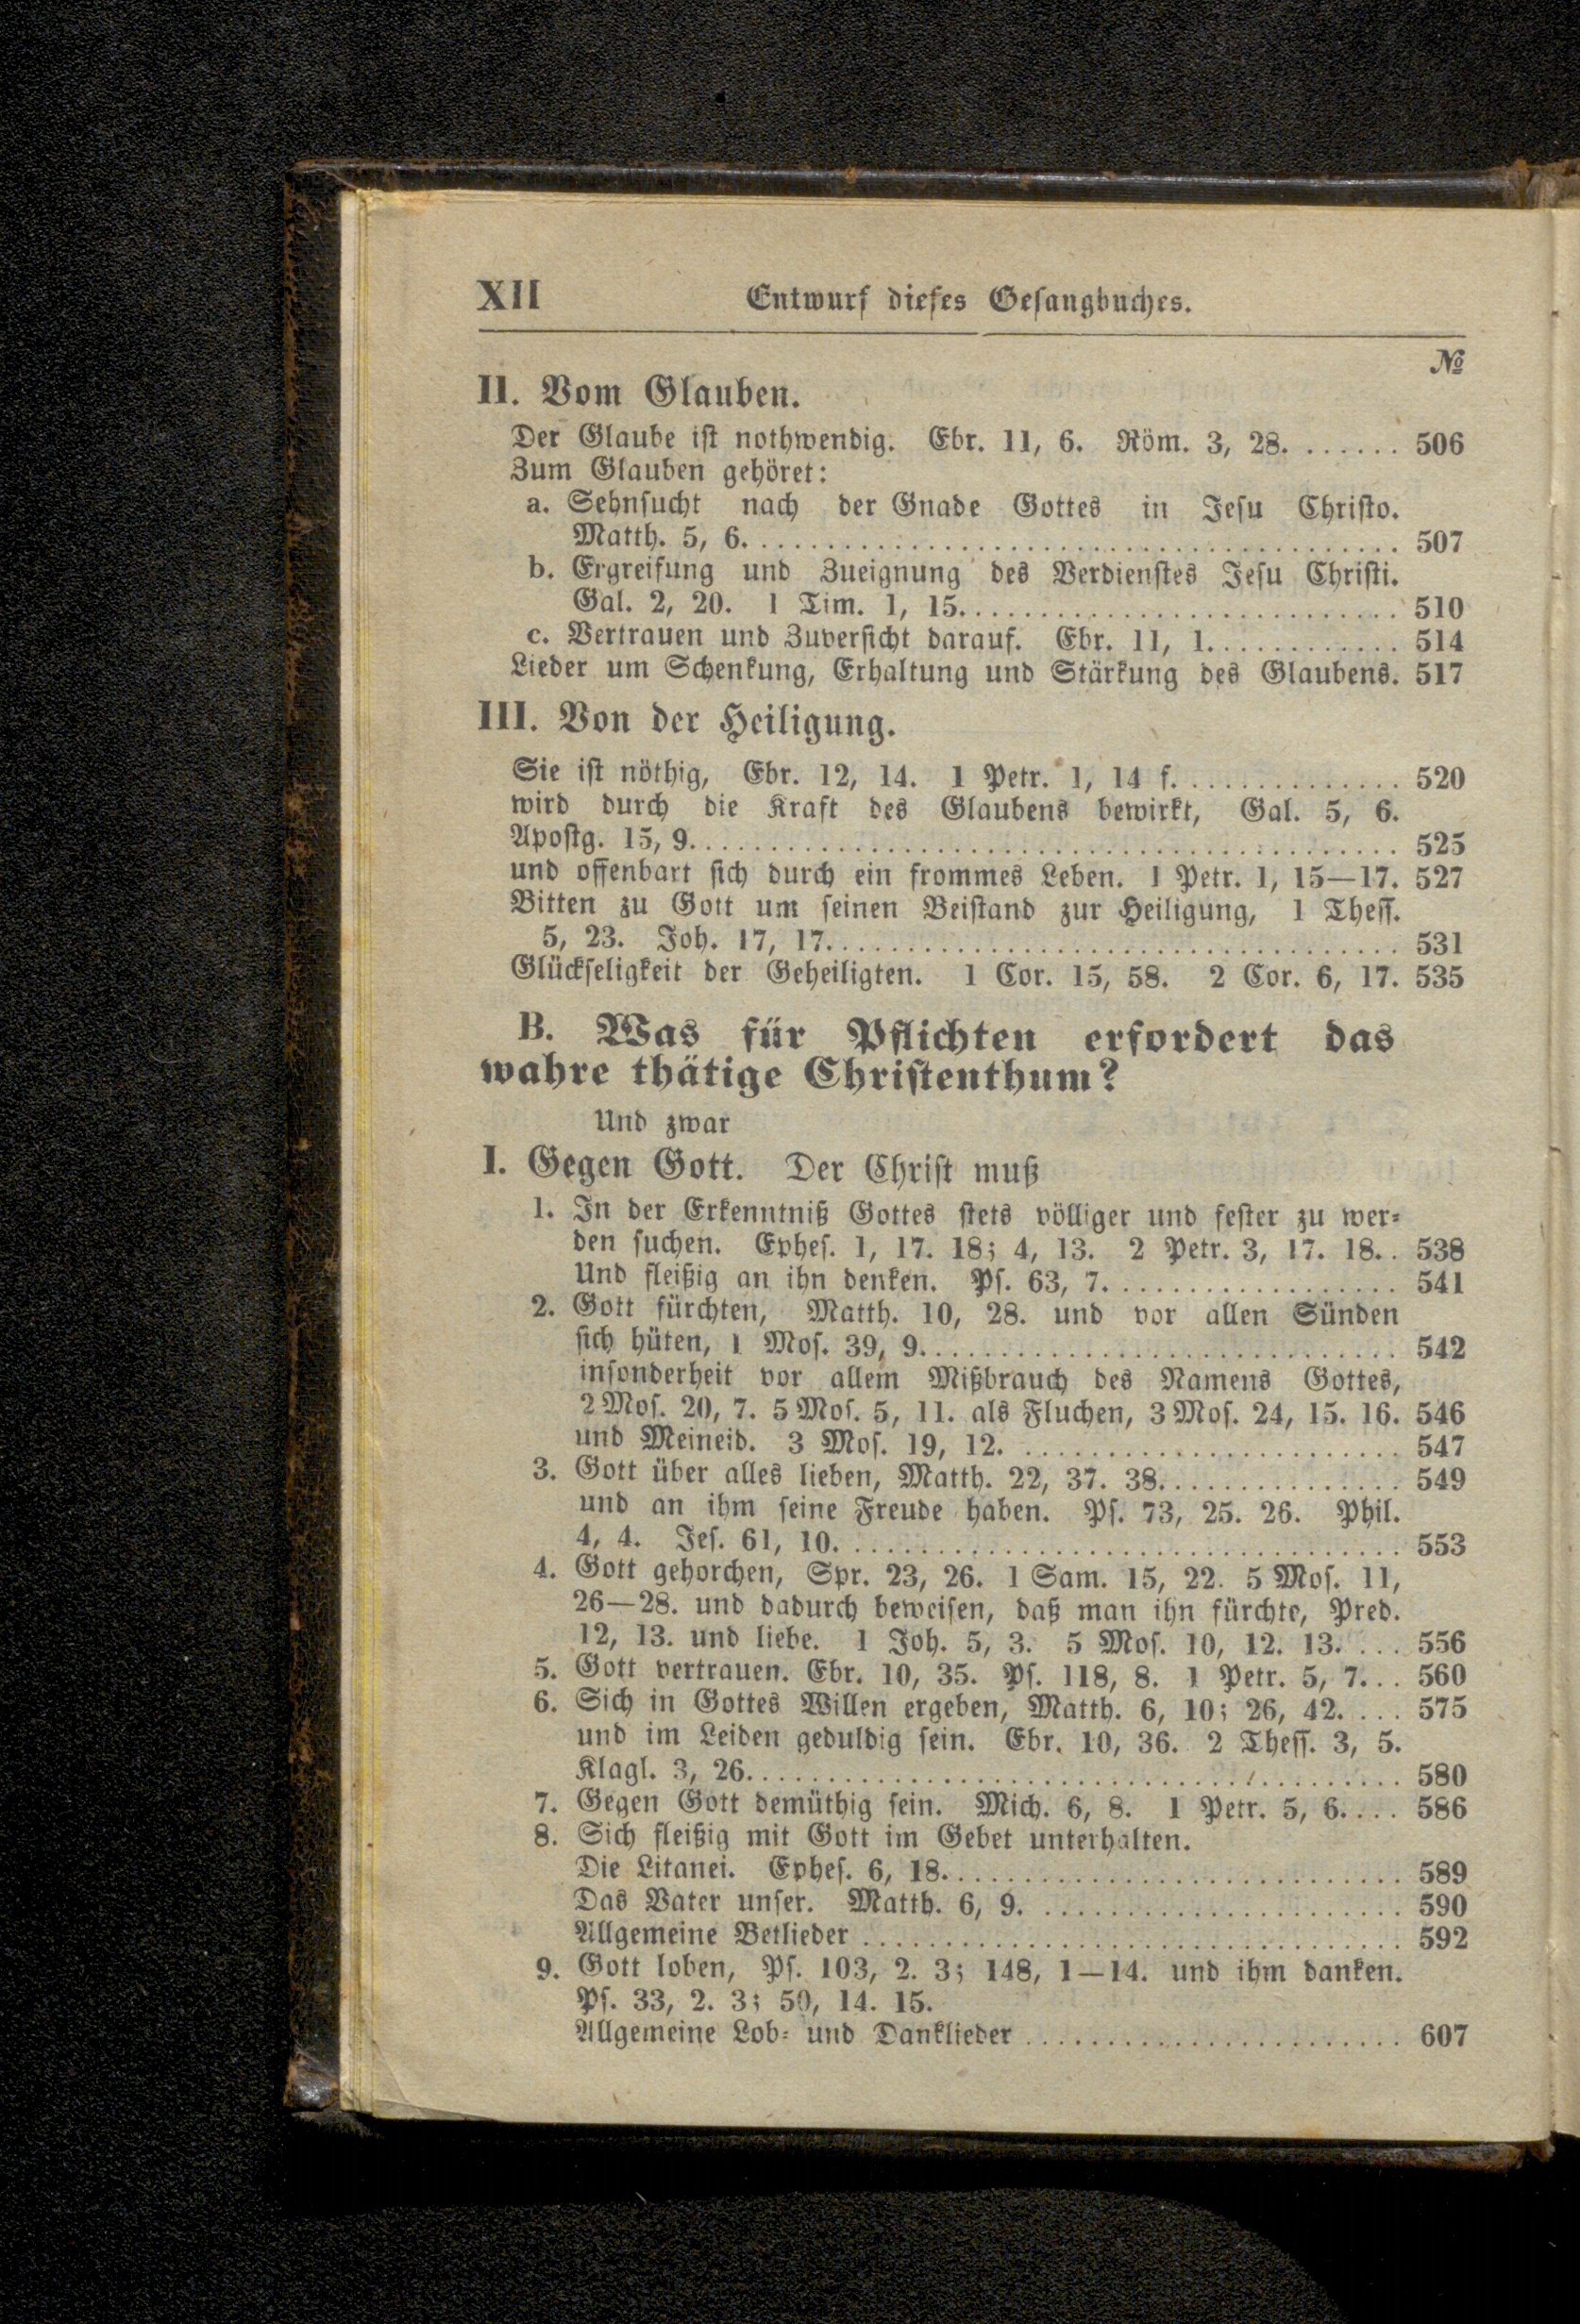 XII Entwurf dieſes Geſangbuches.
№
II. Vom Glauben.
Der Glaube iſt nothwendig. Ebr. 11, 6. Röm. 3, 28. ...... 506
Zum Glauben gehöret:
a. Sehnſucht nach der Gnade Gottes in Jeſu Chriſto.
Matth. 5, 6. ...................................... 507
b. Ergreifung und Zueignung des Verdienſtes Jeſu Chriſti.
Gal. 2, 20. 1 Tim. 1, 15. ......................... 510
c. Vertrauen und Zuverſicht darauf. Ebr. 11, 1. ........... 514
Lieder um Schenkung, Erhaltung und Stärkung des Glaubens. 517
III. Von der Heiligung.
Sie iſt nöthig, Ebr. 12, 14. 1 Petr. 1, 14 f. ............. 520
wird durch die Kraft des Glaubens bewirkt, Gal. 5, 6.
Apoſtg. 15, 9. ......................................... 525
und offenbart ſich durch ein frommes Leben. 1 Petr. 1, 15—17. 527
Bitten zu Gott um ſeinen Beiſtand zur Heiligung, 1 Theſſ.
5, 23. Joh. 17, 17. ................................. 531
Glückſeligkeit der Geheiligten. 1 Cor. 15, 58. 2 Cor. 6, 17. 535
B. Was für Pflichten erfordert das
wahre thätige Chriſtenthum?
Und zwar
I. Gegen Gott. Der Chriſt muß
1. In der Erkenntniß Gottes ſtets völliger und feſter zu wer⸗
den ſuchen. Epheſ. 1, 17. 18; 4, 13. 2 Petr. 3, 17. 18. . 538
Und fleißig an ihn denken. Pſ. 63, 7. ................. 541
2. Gott fürchten, Matth. 10, 28. und vor allen Sünden
ſich hüten, 1 Moſ. 39, 9. ............................ 542
inſonderheit vor allem Mißbrauch des Namens Gottes,
2 Moſ. 20, 7. 5 Moſ. 5, 11. als Fluchen, 3 Moſ. 24, 15. 16. 546
und Meineid. 3 Moſ. 19, 12. ....................... 547
3. Gott über alles lieben, Matth. 22, 37. 38. .............. 549
und an ihm ſeine Freude haben. Pſ. 73, 25. 26. Phil.
4, 4. Jeſ. 61, 10. ................................. 553
4. Gott gehorchen, Spr. 23, 26. 1 Sam. 15, 22. 5 Moſ. 11,
26—28. und dadurch beweiſen, daß man ihn fürchte, Pred.
12, 13. und liebe. 1 Joh. 5, 3. 5 Moſ. 10, 12. 13. ... 556
5. Gott vertrauen. Ebr. 10, 35. Pſ. 118, 8. 1 Petr. 5, 7. .. 560
6. Sich in Gottes Willen ergeben, Matth. 6, 10; 26, 42. ... 575
und im Leiden geduldig ſein. Ebr. 10, 36. 2 Theſſ. 3, 5.
Klagl. 3, 26. ...................................... 580
7. Gegen Gott demüthig ſein. Mich. 6, 8. 1 Petr. 5, 6. ... 586
8. Sich fleißig mit Gott im Gebet unterhalten.
Die Litanei. Epheſ. 6, 18. ........................... 589
Das Vater unſer. Matth. 6, 9. ...................... 590
Allgemeine Betlieder ................................. 592
9. Gott loben, Pſ. 103, 2. 3; 148, 1—14. und ihm danken.
Pſ. 33, 2. 3; 50, 14. 15.
Allgemeine Lob⸗ und Danklieder ....................... 607